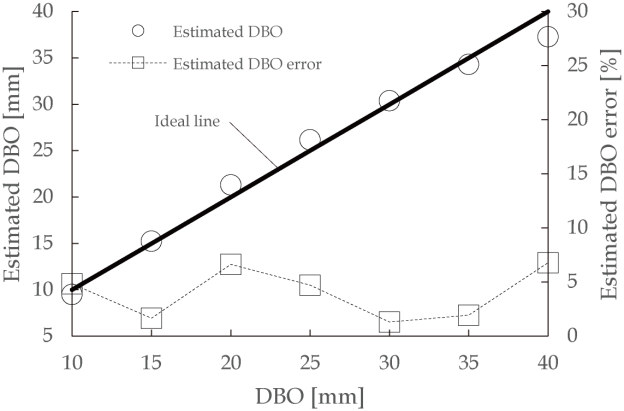 Estimated DBO [mm]
40
35
30
25
20
15
10
5
Estimated DBO
Estimated DBO error
Ideal line
30
25
20
15
10
5
0
Estimated DBO error [%]
10 15 20 25 30 35 40
DBO [mm]